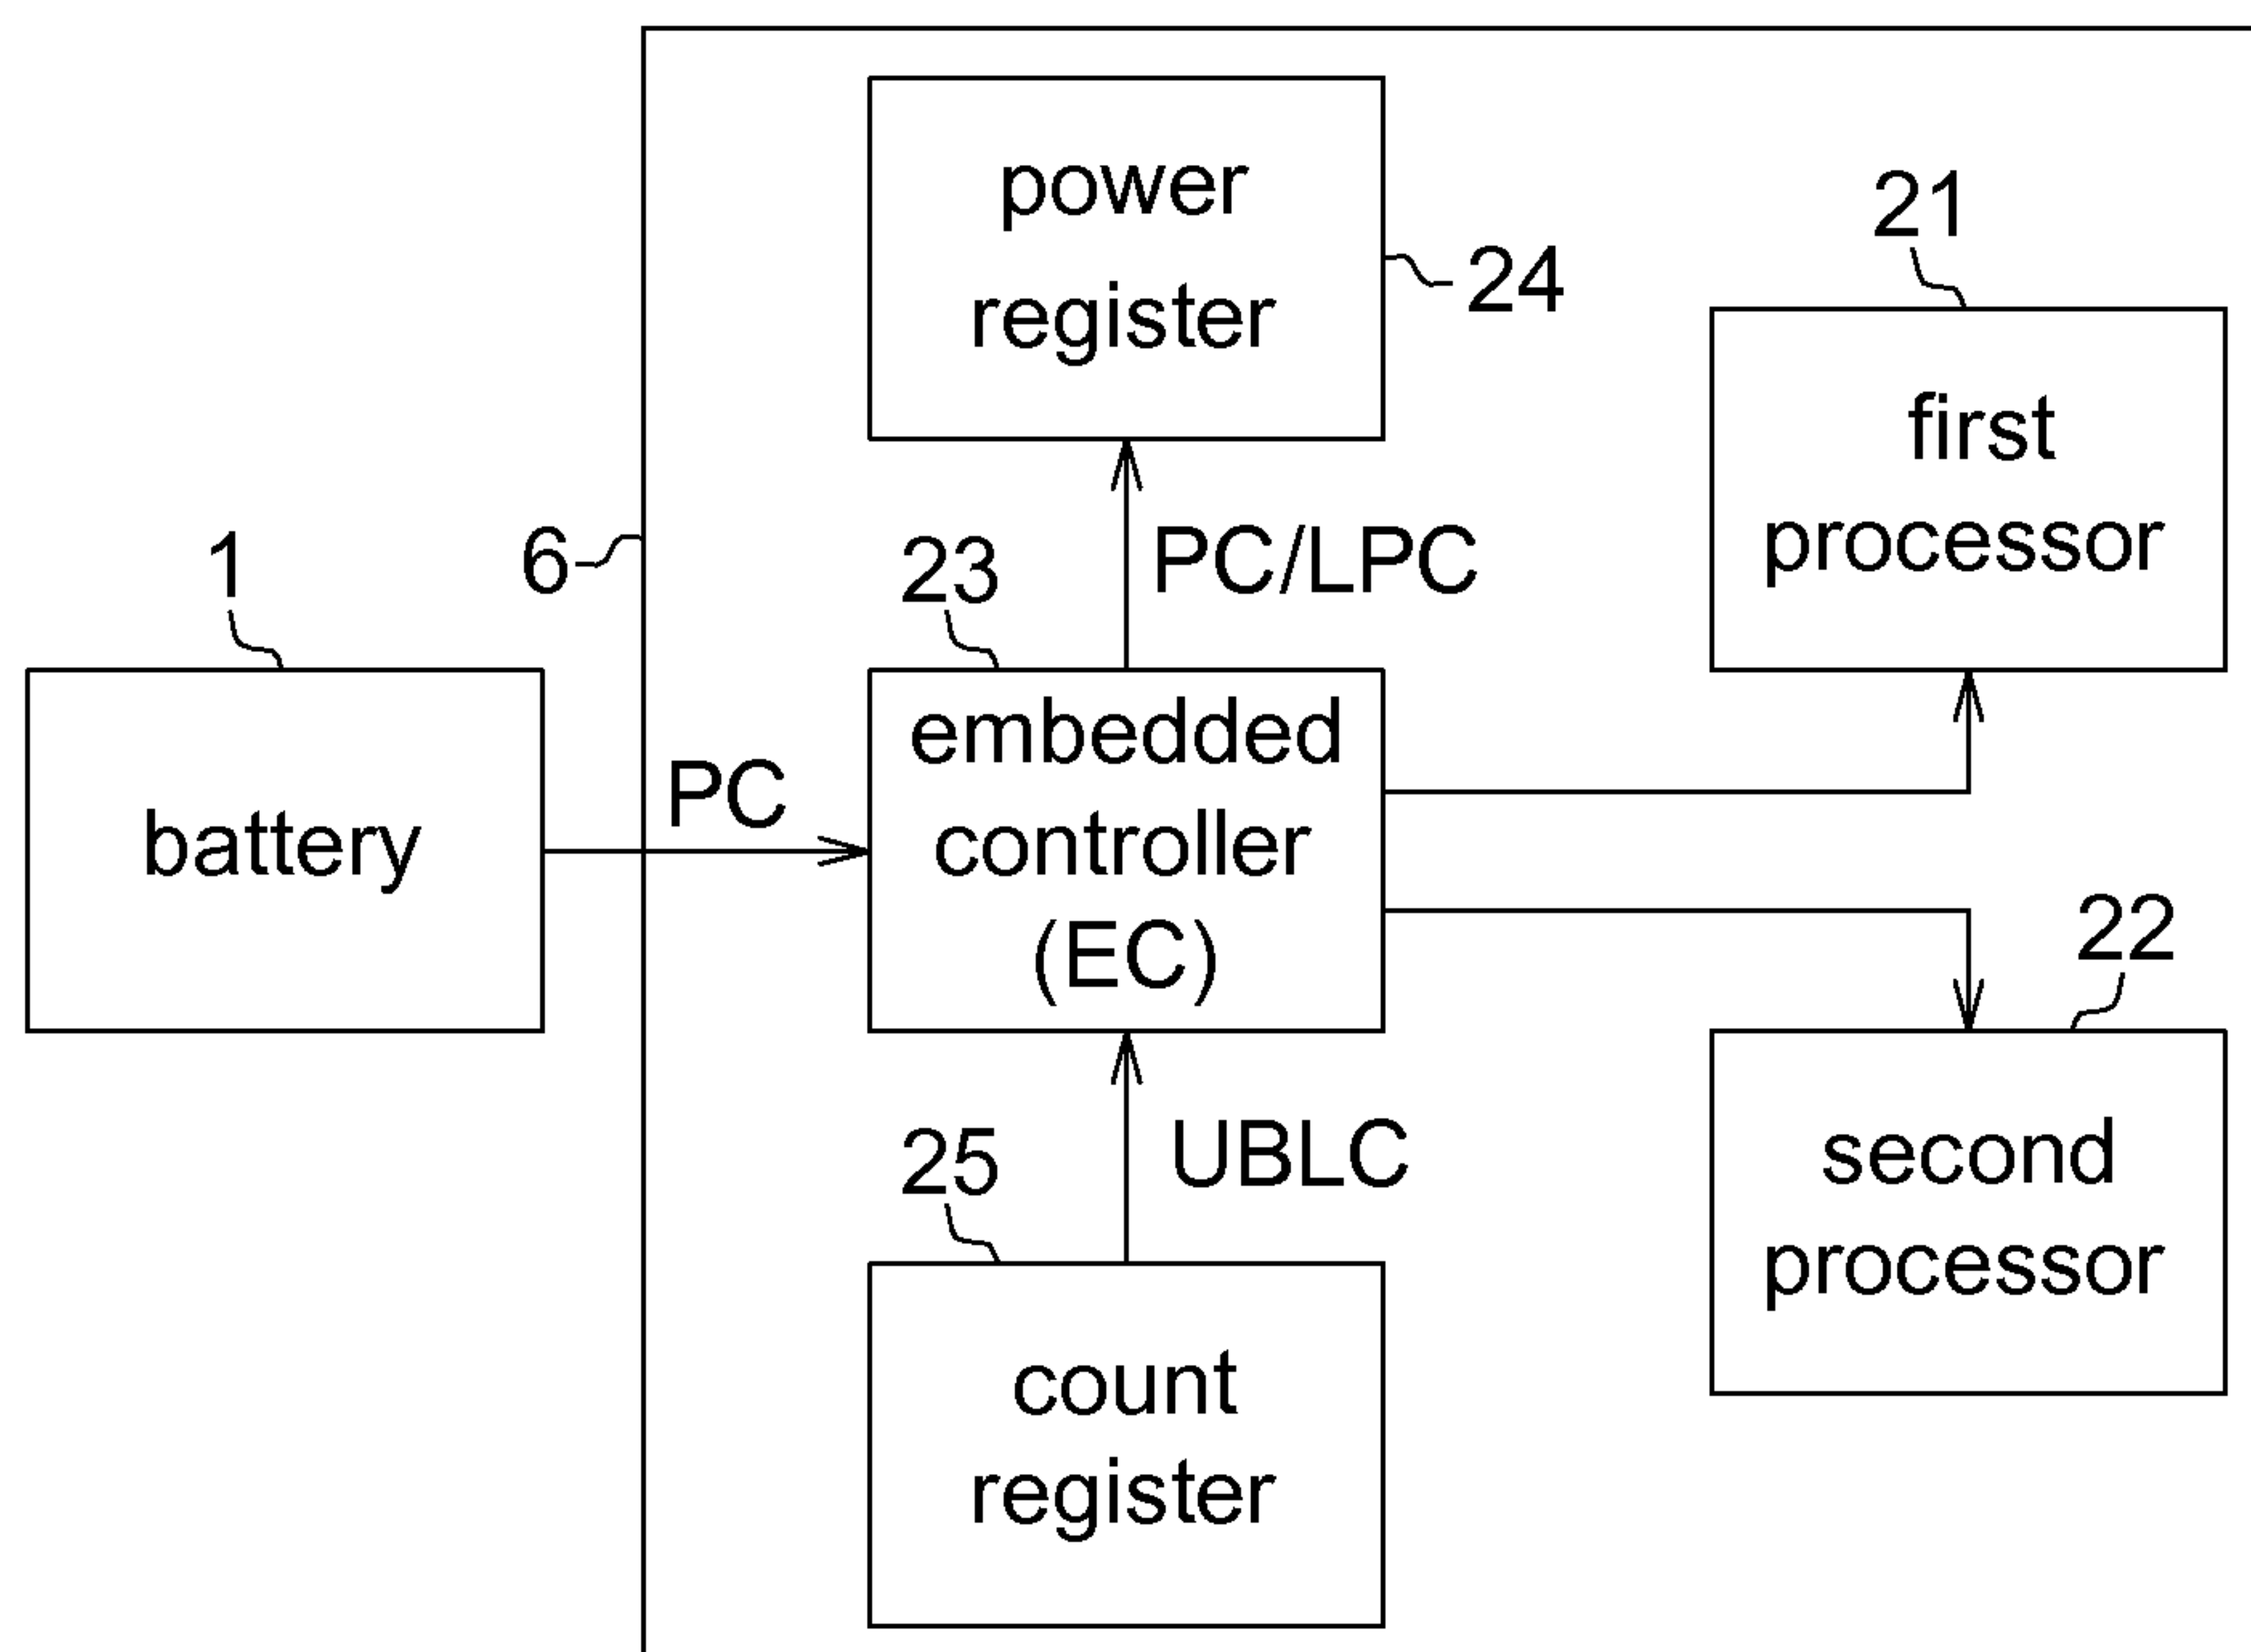 power
register
24
21
first
processor
1
6
23
PC/LPC
battery
PC
embedded
controller
(EC)
22
second
processor
25
UBLC
count
register